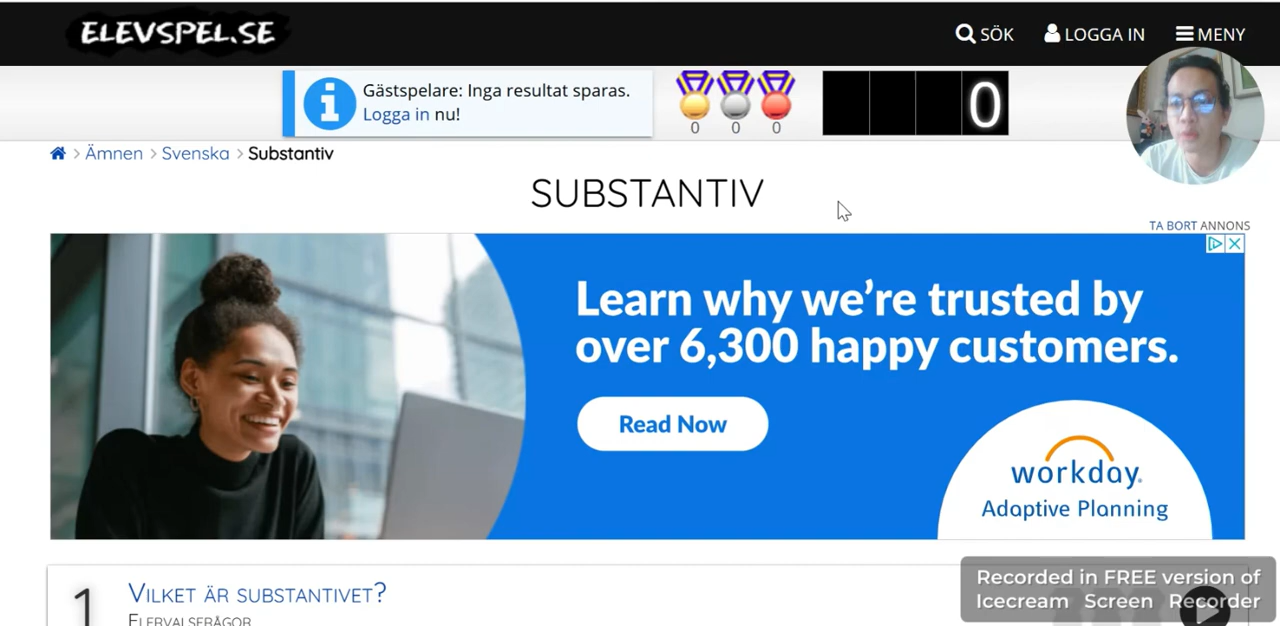 ELEVSPEL.SE
SÖK
LOGGA IN
MENY
Gästspelare: Inga resultat sparas.
Logga in nu!
0 0 0
0
Ämnen > Svenska > Substantiv
SUBSTANTIV
TA BORT ANNONS
Learn why we're trusted by
over 6,300 happy customers.
Read Now
workday.
Adaptive Planning
1
VILKET ÄR SUBSTANTIVET?
FLERVALSFRÅGOR
Recorded in FREE version of
Icecream Screen Recorder